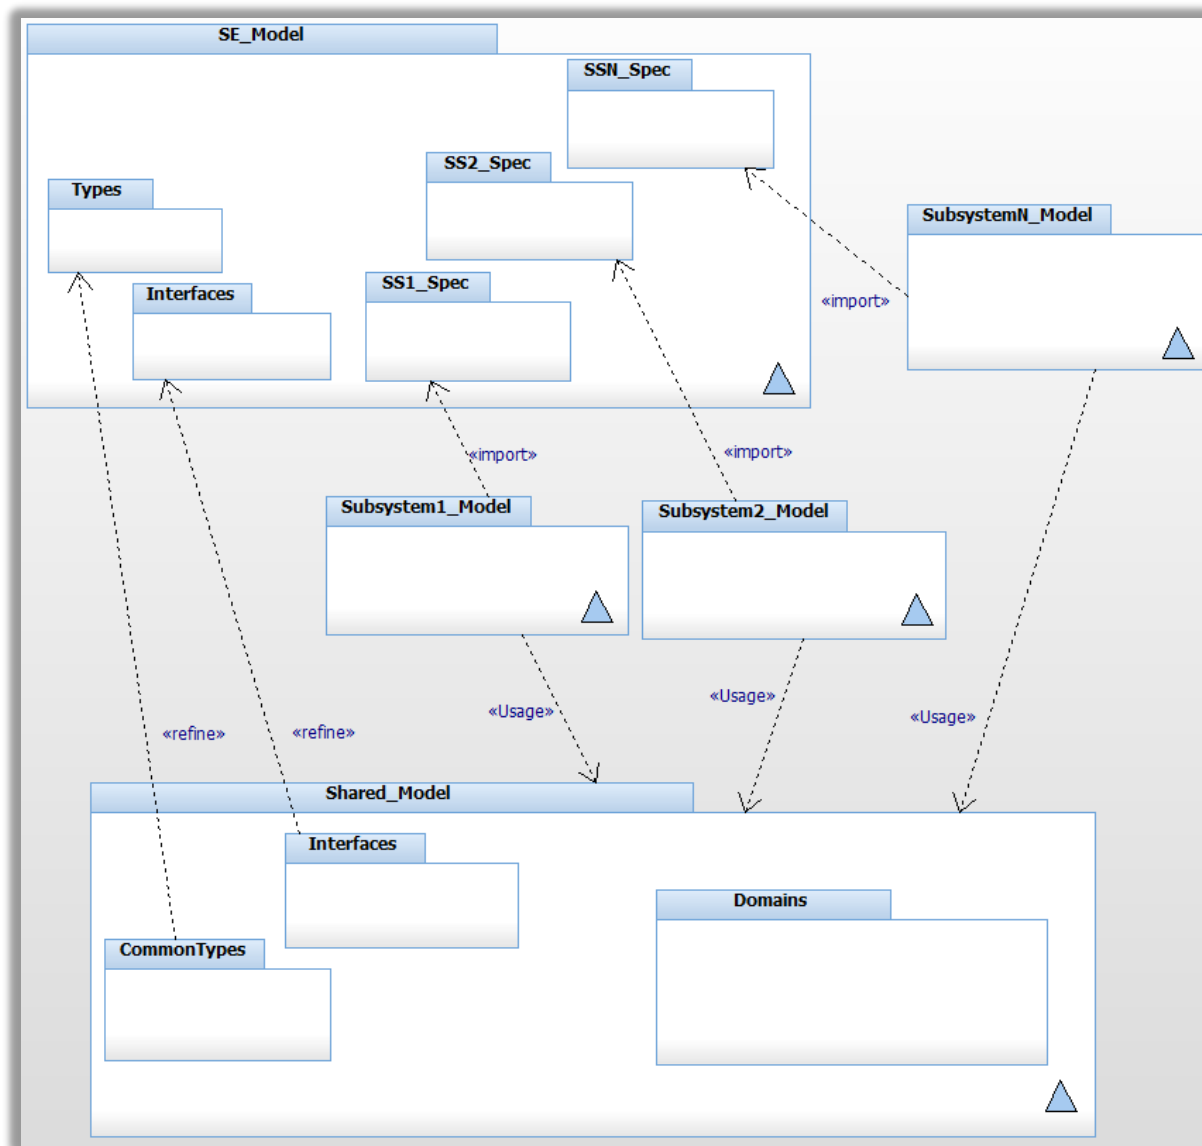 SE_Model
SSN_Spec
SS2_Spec
Types
SubsystemN_Model
SS1_Spec
Interfaces
«import»
«import»
«import»
Subsystem1_Model
Subsystem2_Model
«Usage»
«Usage»
«Usage»
«refine»
«refine»
Shared_Model
Interfaces
Domains
CommonTypes